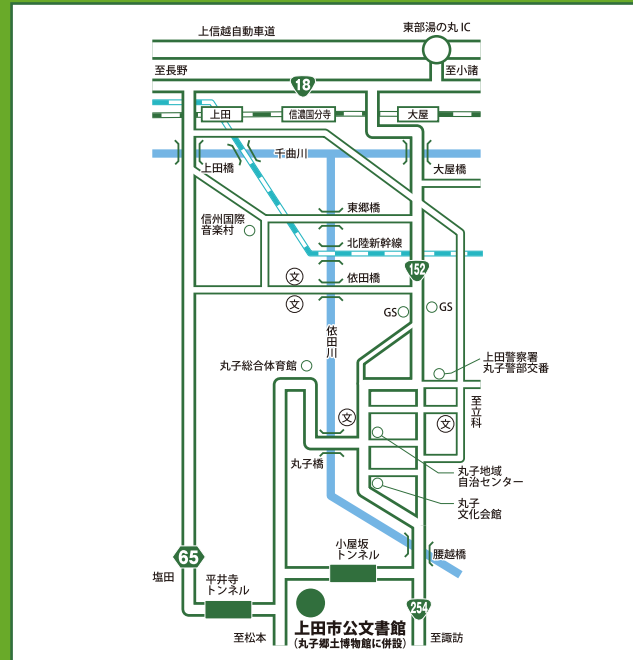 上信越自動車道
東部湯の丸IC
至長野
至小諸
18
上田
信濃国分寺
大屋
千曲川
上田橋
大屋橋
東郷橋
信州国際
音楽村
北陸新幹線
152
文
依田橋
文
GS
GS
依田川
上田警察署
丸子警部交番
丸子総合体育館
至立科
文
文
丸子橋
丸子地域
自治センター
丸子
文化会館
小屋坂
トンネル
腰越橋
65
塩田
平井寺
トンネル
254
上田市公文書館
(丸子郷土博物館に併設)
至松本
至諏訪